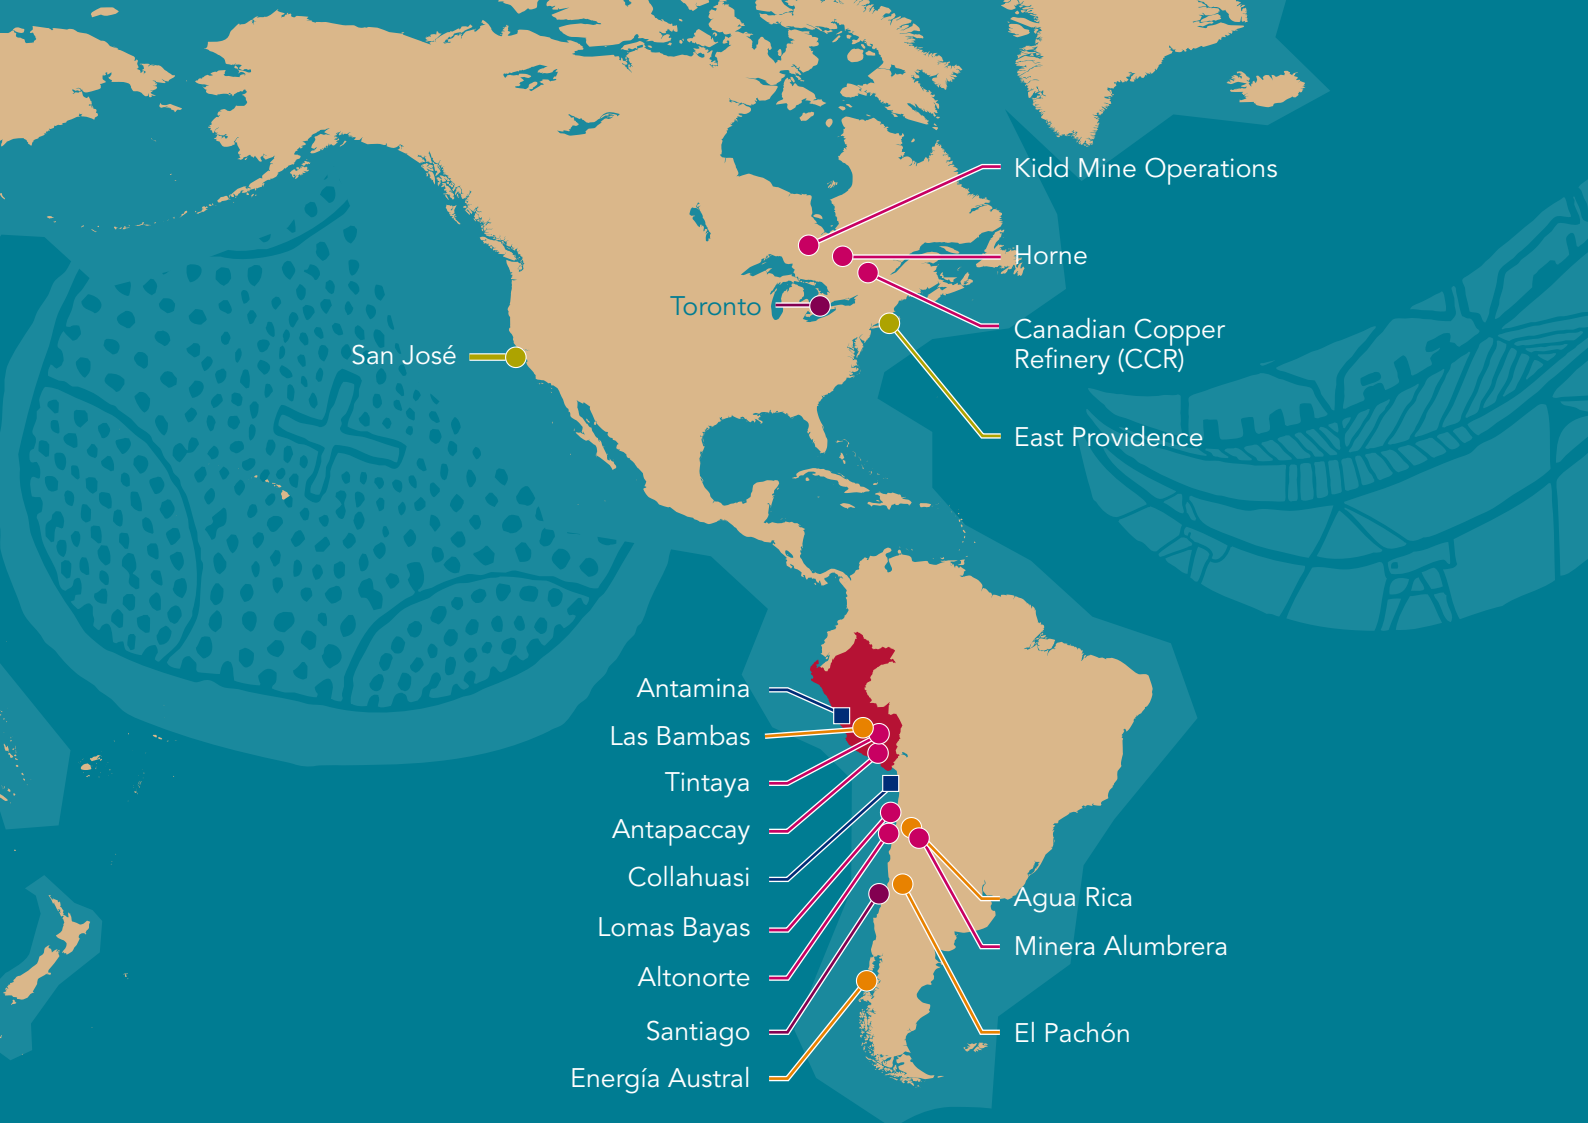 Kidd Mine Operations
Horne
Toronto
Canadian Copper
Refinery (CCR)
San José
East Providence
Antamina
Las Bambas
Tintaya
Antapaccay
Collahuasi
Lomas Bayas
Altonorte
Santiago
Energía Austral
Agua Rica
Minera Alumbrera
El Pachón